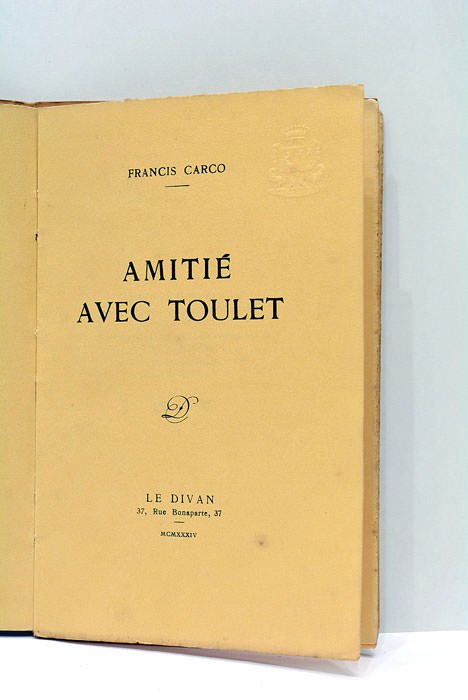 FRANCIS CARCO
AMITIÉ
AVEC TOULET
D
LE DIVAN
37, Rue Bonaparte, 37
MCMXXXIV